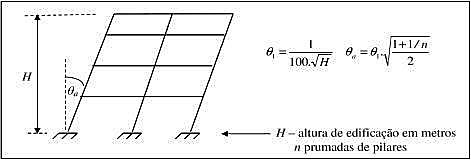 H
θa
θ₁ = 1 / (100.√H)   θa = θ₁.√((1+1/n) / 2)
H – altura de edificação em metros
n prumadas de pilares